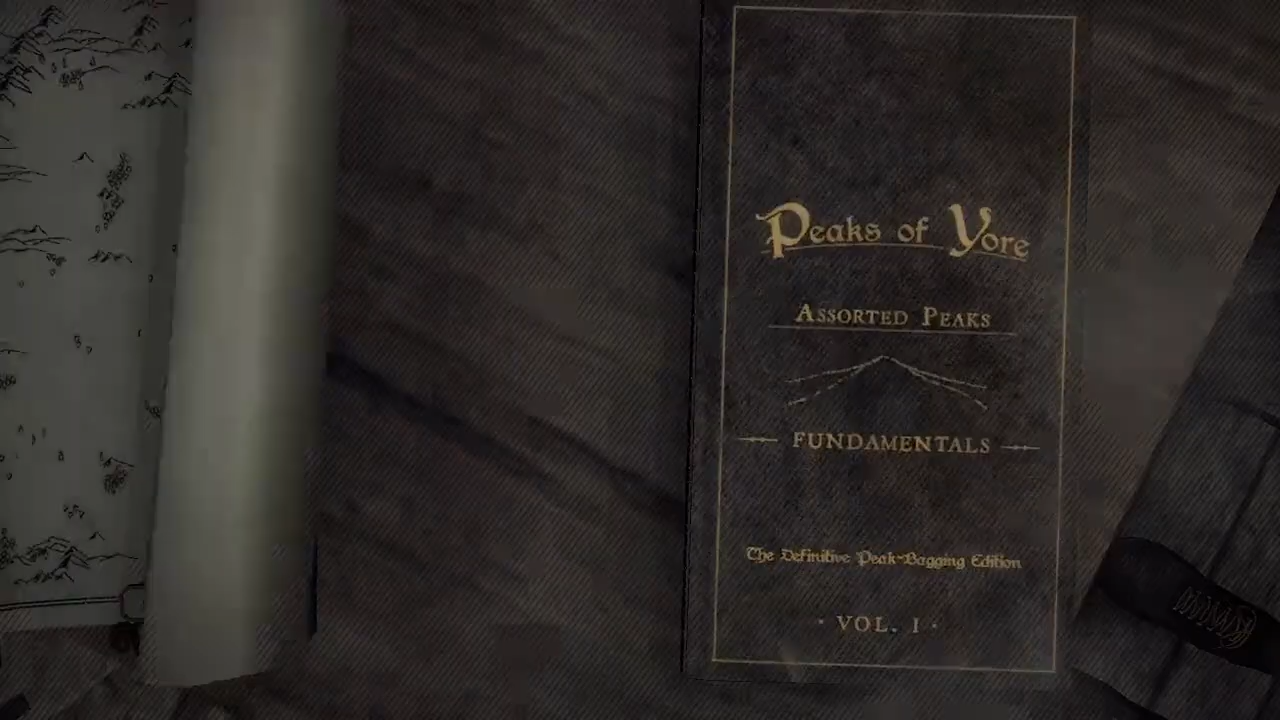 Peaks of Yore
ASSORTED PEAKS
FUNDAMENTALS
The Definitive Peak-Bagging Edition
· VOL. I ·